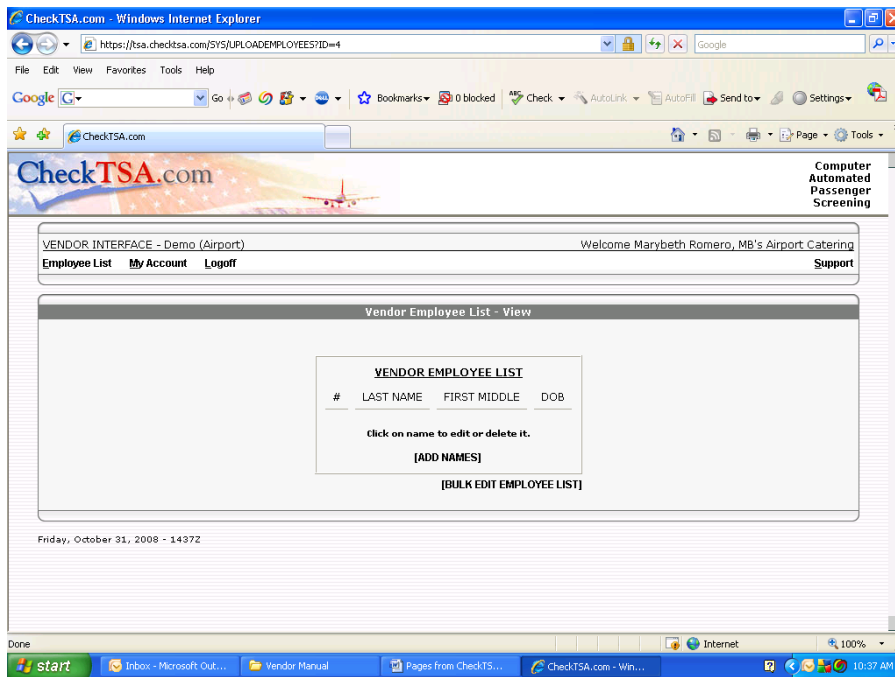 CheckTSA.com - Windows Internet Explorer
https://tsa.checktsa.com/SYS/UPLOADEMPLOYEES?ID=4
Google
File Edit View Favorites Tools Help
Google G Go Bookmarks 0 blocked Check AutoLink AutoFill Send to Settings
CheckTSA.com Page Tools
CheckTSA.com
Computer
Automated
Passenger
Screening
VENDOR INTERFACE - Demo (Airport) Welcome Marybeth Romero, MB's Airport Catering
Employee List My Account Logoff Support
Vendor Employee List - View
VENDOR EMPLOYEE LIST
# LAST NAME FIRST MIDDLE DOB
Click on name to edit or delete it.
[ADD NAMES]
[BULK EDIT EMPLOYEE LIST]
Friday, October 31, 2008 - 1437Z
Done Internet 100%
start Inbox - Microsoft Out... Vendor Manual Pages from CheckTS... CheckTSA.com - Win... 10:37 AM